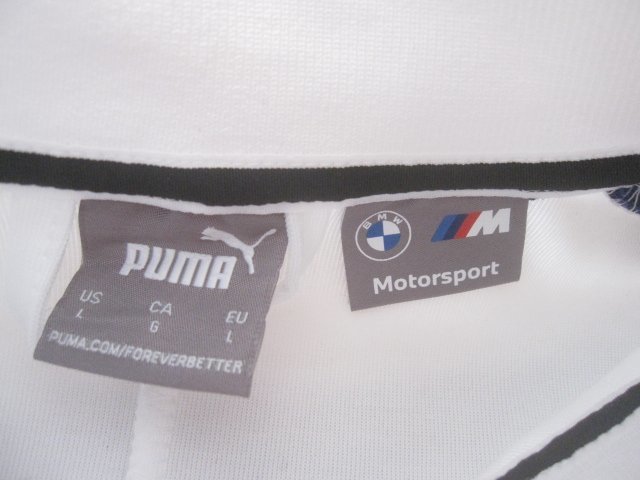 PUMA
US CA EU
L G L
PUMA.COM/FOREVERBETTER
BMW M
Motorsport